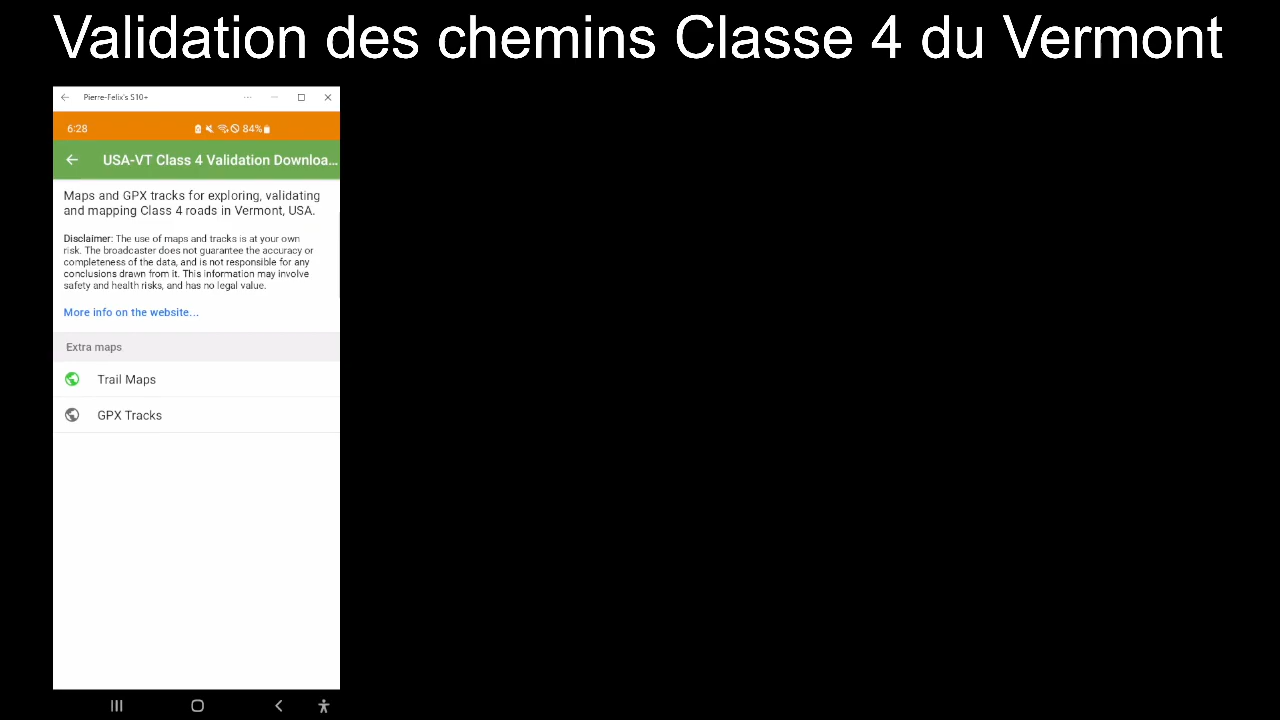 Validation des chemins Classe 4 du Vermont
Pierre-Felix's S10+
6:28
84%
USA-VT Class 4 Validation Downloa...
Maps and GPX tracks for exploring, validating
and mapping Class 4 roads in Vermont, USA.
Disclaimer: The use of maps and tracks is at your own
risk. The broadcaster does not guarantee the accuracy or
completeness of the data, and is not responsible for any
conclusions drawn from it. This information may involve
safety and health risks, and has no legal value.
More info on the website...
Extra maps
Trail Maps
GPX Tracks